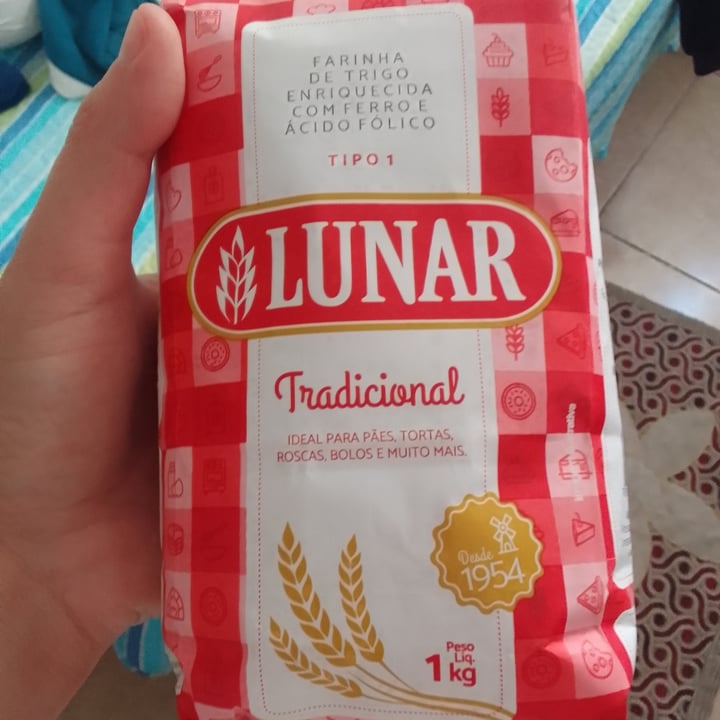 FARINHA
DE TRIGO
ENRIQUECIDA
COM FERRO E
ÁCIDO FÓLICO
TIPO 1
LUNAR
Tradicional
IDEAL PARA PÃES, TORTAS,
ROSCAS, BOLOS E MUITO MAIS.
Desde
1954
Peso
Líq.
1 kg